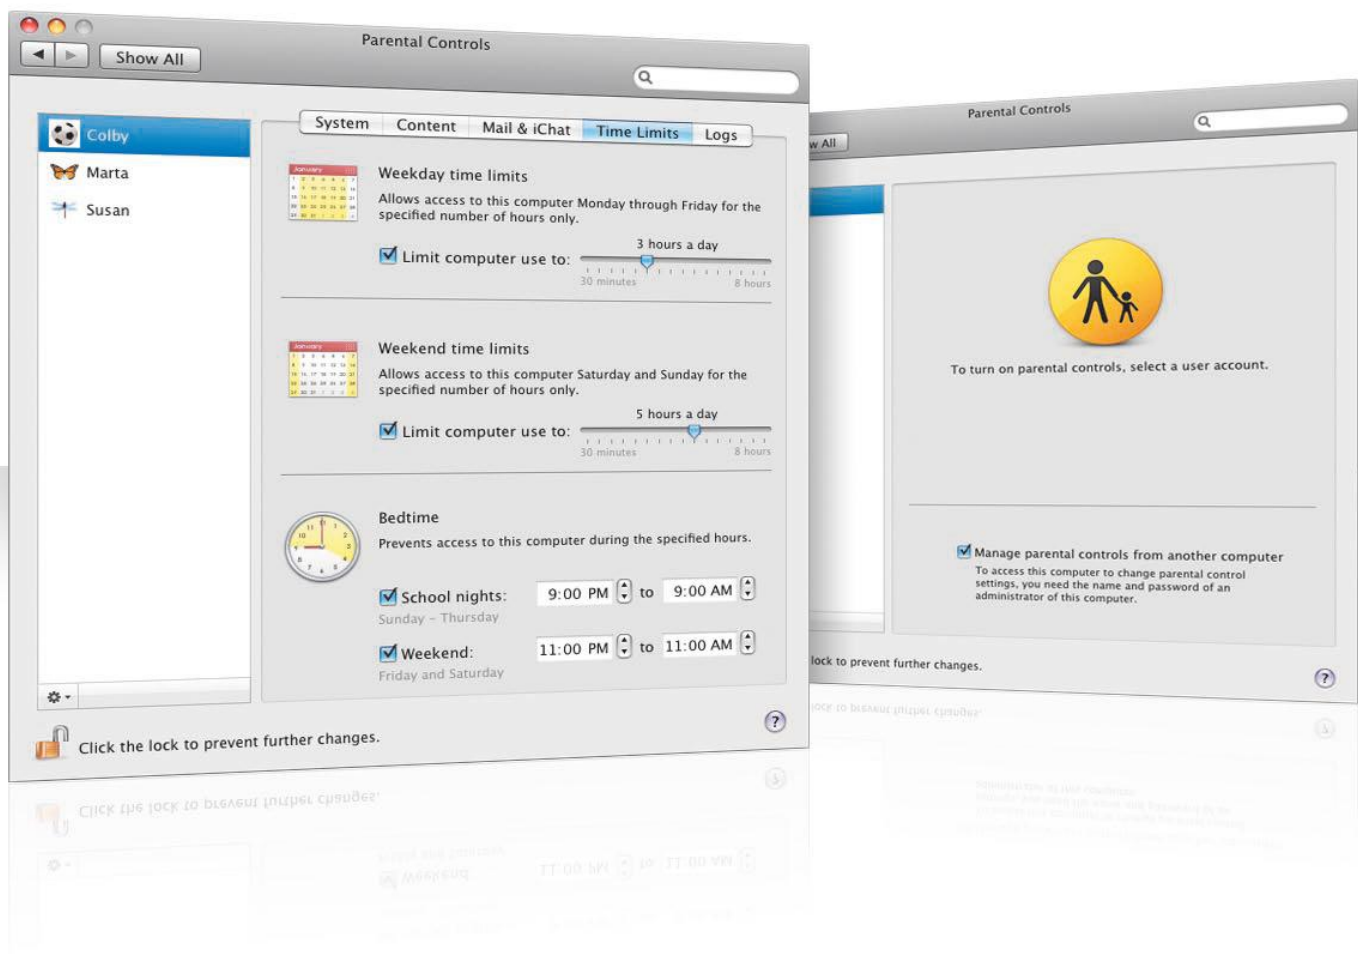 Parental Controls
Show All
Colby
Marta
Susan
System Content Mail & iChat Time Limits Logs
January
Weekday time limits
Allows access to this computer Monday through Friday for the
specified number of hours only.
3 hours a day
Limit computer use to:
30 minutes 8 hours
January
Weekend time limits
Allows access to this computer Saturday and Sunday for the
specified number of hours only.
5 hours a day
Limit computer use to:
30 minutes 8 hours
Bedtime
Prevents access to this computer during the specified hours.
School nights: 9:00 PM to 9:00 AM
Sunday – Thursday
Weekend: 11:00 PM to 11:00 AM
Friday and Saturday
Click the lock to prevent further changes.
?
Parental Controls
w All
To turn on parental controls, select a user account.
Manage parental controls from another computer
To access this computer to change parental control
settings, you need the name and password of an
administrator of this computer.
lock to prevent further changes.
?